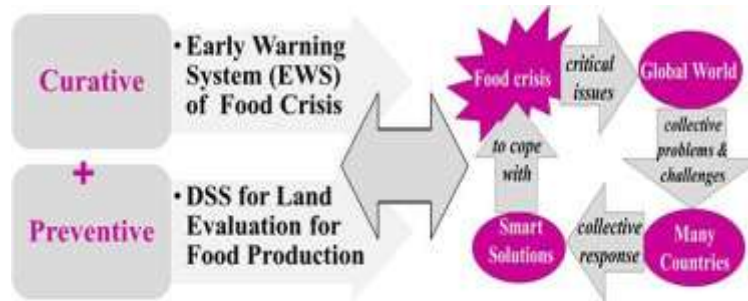 Curative
• Early Warning
System (EWS)
of Food Crisis
+
Preventive
• DSS for Land
Evaluation for
Food Production
Food crisis
critical
issues
Global World
collective
problems &
challenges
Many
Countries
collective
response
Smart
Solutions
to cope
with